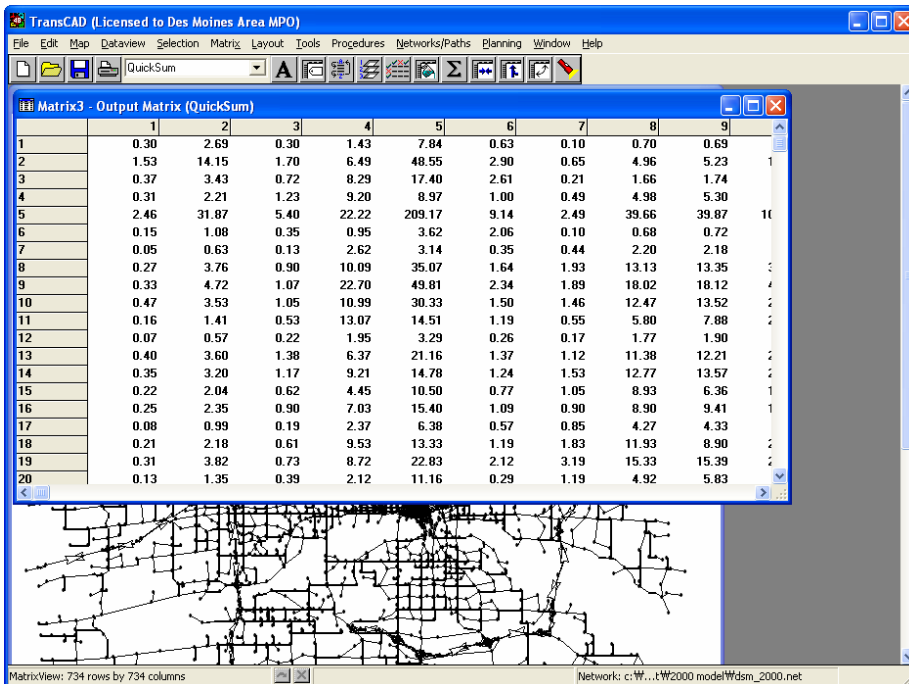 TransCAD (Licensed to Des Moines Area MPO)
File Edit Map Dataview Selection Matrix Layout Tools Procedures Networks/Paths Planning Window Help
QuickSum
Matrix3 - Output Matrix (QuickSum)
1 2 3 4 5 6 7 8 9
1 0.30 2.69 0.30 1.43 7.84 0.63 0.10 0.70 0.69
2 1.53 14.15 1.70 6.49 48.55 2.90 0.65 4.96 5.23 1
3 0.37 3.43 0.72 8.29 17.40 2.61 0.21 1.66 1.74
4 0.31 2.21 1.23 9.20 8.97 1.00 0.49 4.98 5.30
5 2.46 31.87 5.40 22.22 209.17 9.14 2.49 39.66 39.87 10
6 0.15 1.08 0.35 0.95 3.62 2.06 0.10 0.68 0.72
7 0.05 0.63 0.13 2.62 3.14 0.35 0.44 2.20 2.18
8 0.27 3.76 0.90 10.09 35.07 1.64 1.93 13.13 13.35
9 0.33 4.72 1.07 22.70 49.81 2.34 1.89 18.02 18.12
10 0.47 3.53 1.05 10.99 30.33 1.50 1.46 12.47 13.52
11 0.16 1.41 0.53 13.07 14.51 1.19 0.55 5.80 7.88
12 0.07 0.57 0.22 1.95 3.29 0.26 0.17 1.77 1.90
13 0.40 3.60 1.38 6.37 21.16 1.37 1.12 11.38 12.21
14 0.35 3.20 1.17 9.21 14.78 1.24 1.53 12.77 13.57
15 0.22 2.04 0.62 4.45 10.50 0.77 1.05 8.93 6.36 1
16 0.25 2.35 0.90 7.03 15.40 1.09 0.90 8.90 9.41 1
17 0.08 0.99 0.19 2.37 6.38 0.57 0.85 4.27 4.33
18 0.21 2.18 0.61 9.53 13.33 1.19 1.83 11.93 8.90
19 0.31 3.82 0.73 8.72 22.83 2.12 3.19 15.33 15.39
20 0.13 1.35 0.39 2.12 11.16 0.29 1.19 4.92 5.83
MatrixView: 734 rows by 734 columns
Network: c:₩...t₩2000 model₩dsm_2000.net